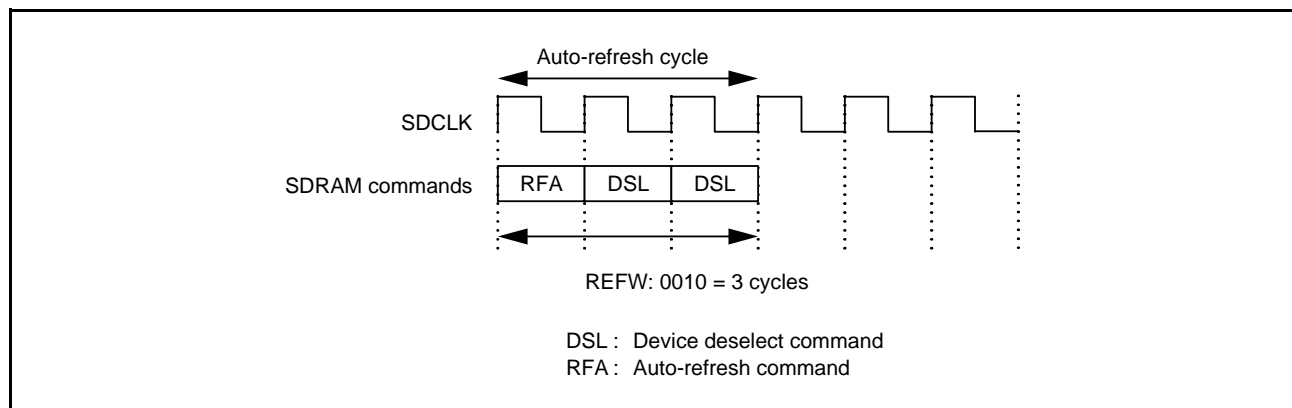 Auto-refresh cycle
SDCLK
SDRAM commands
RFA
DSL
DSL
REFW: 0010 = 3 cycles
DSL : Device deselect command
RFA : Auto-refresh command